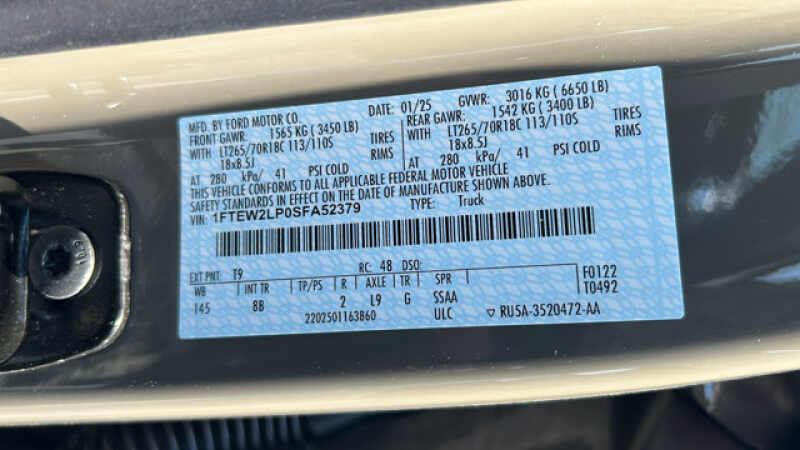 MFD. BY FORD MOTOR CO.
DATE: 01/25 GVWR: 3016 KG ( 6650 LB)
FRONT GAWR: 1565 KG ( 3450 LB) REAR GAWR: 1542 KG ( 3400 LB)
WITH LT265/70R18C 113/110S TIRES WITH LT265/70R18C 113/110S TIRES
18x8.5J RIMS 18x8.5J RIMS
AT 280 kPa/ 41 PSI COLD AT 280 kPa/ 41 PSI COLD
THIS VEHICLE CONFORMS TO ALL APPLICABLE FEDERAL MOTOR VEHICLE
SAFETY STANDARDS IN EFFECT ON THE DATE OF MANUFACTURE SHOWN ABOVE.
VIN: 1FTEW2LP0SFA52379 TYPE: Truck
EXT PNT: T9 RC: 48 DSO: F0122
WB INT TR TP/PS R AXLE TR SPR T0492
145 BB 2 L9 G SSAA
2202501163860 ULC ▽ RU5A-3520472-AA